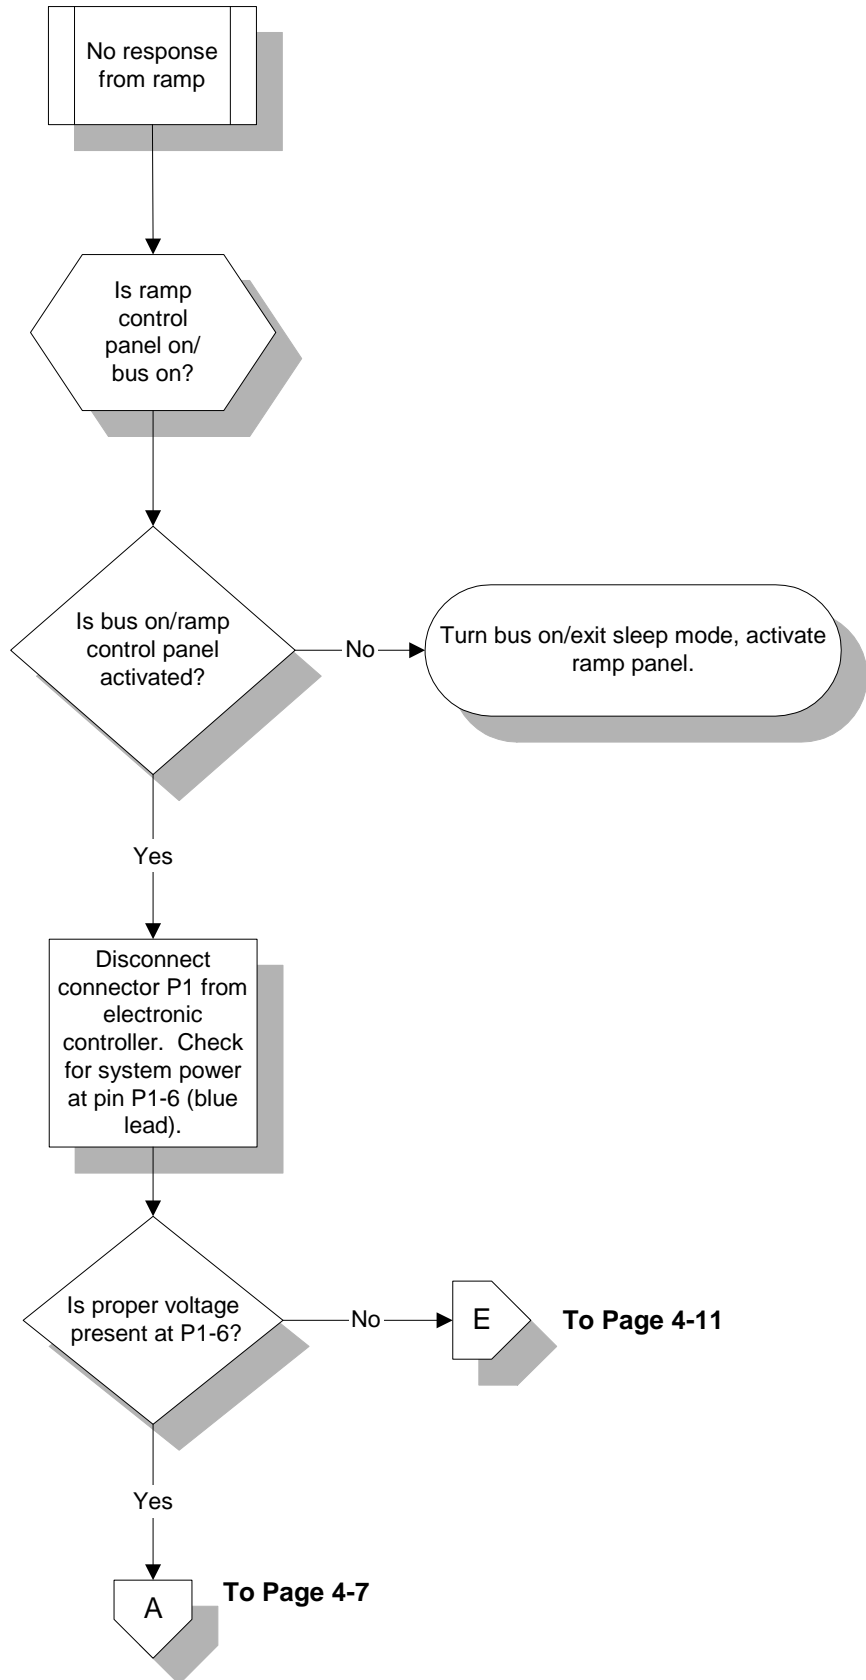 No response
from ramp
Is ramp
control
panel on/
bus on?
Is bus on/ramp
control panel
activated?
No
Turn bus on/exit sleep mode, activate
ramp panel.
Yes
Disconnect
connector P1 from
electronic
controller.  Check
for system power
at pin P1-6 (blue
lead).
Is proper voltage
present at P1-6?
No
E
To Page 4-11
Yes
A
To Page 4-7